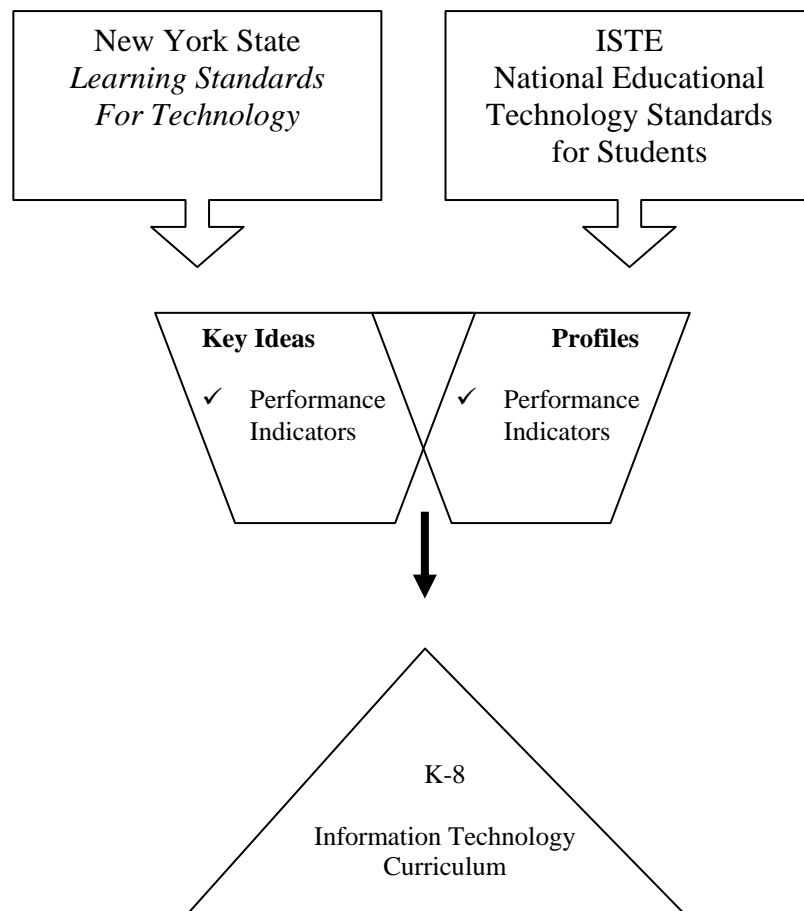 New York State
Learning Standards
For Technology
ISTE
National Educational
Technology Standards
for Students
Key Ideas
✓ Performance
Indicators
Profiles
✓ Performance
Indicators
K-8
Information Technology
Curriculum